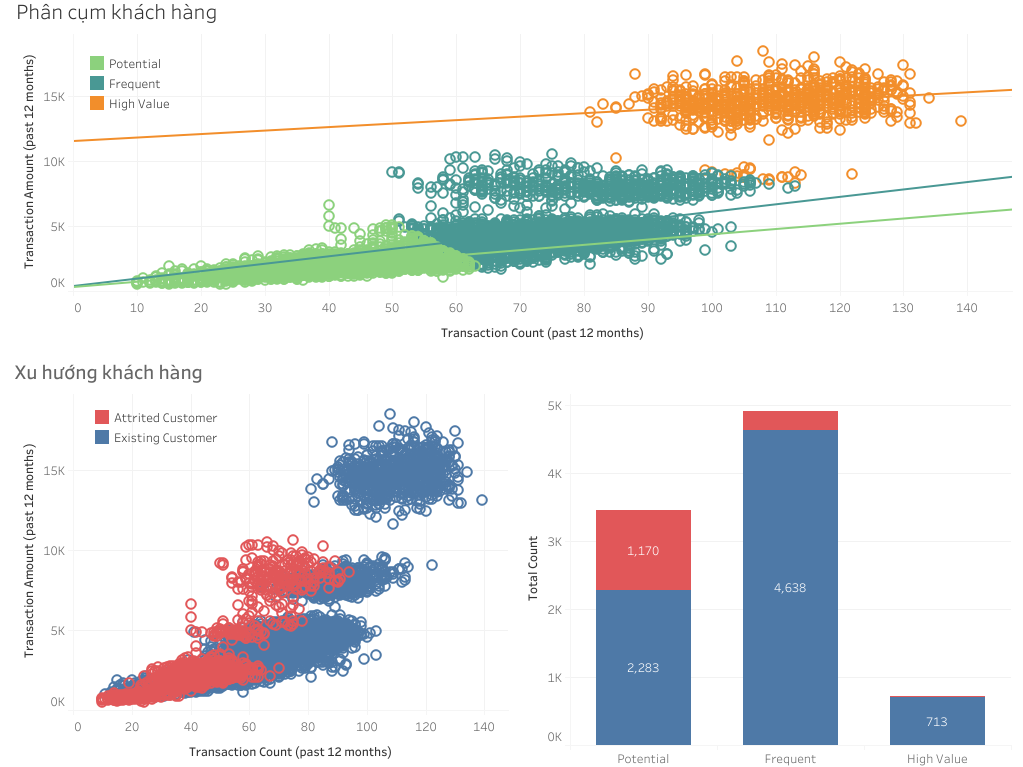 Phân cụm khách hàng
Potential
Frequent
High Value
Transaction Amount (past 12 months)
15K
10K
5K
0K
0 10 20 30 40 50 60 70 80 90 100 110 120 130 140
Transaction Count (past 12 months)
Xu hướng khách hàng
Attrited Customer
Existing Customer
Transaction Amount (past 12 months)
15K
10K
5K
0K
0 20 40 60 80 100 120 140
Transaction Count (past 12 months)
Total Count
5K
4K
3K
2K
1K
0K
1,170
2,283
4,638
713
Potential Frequent High Value